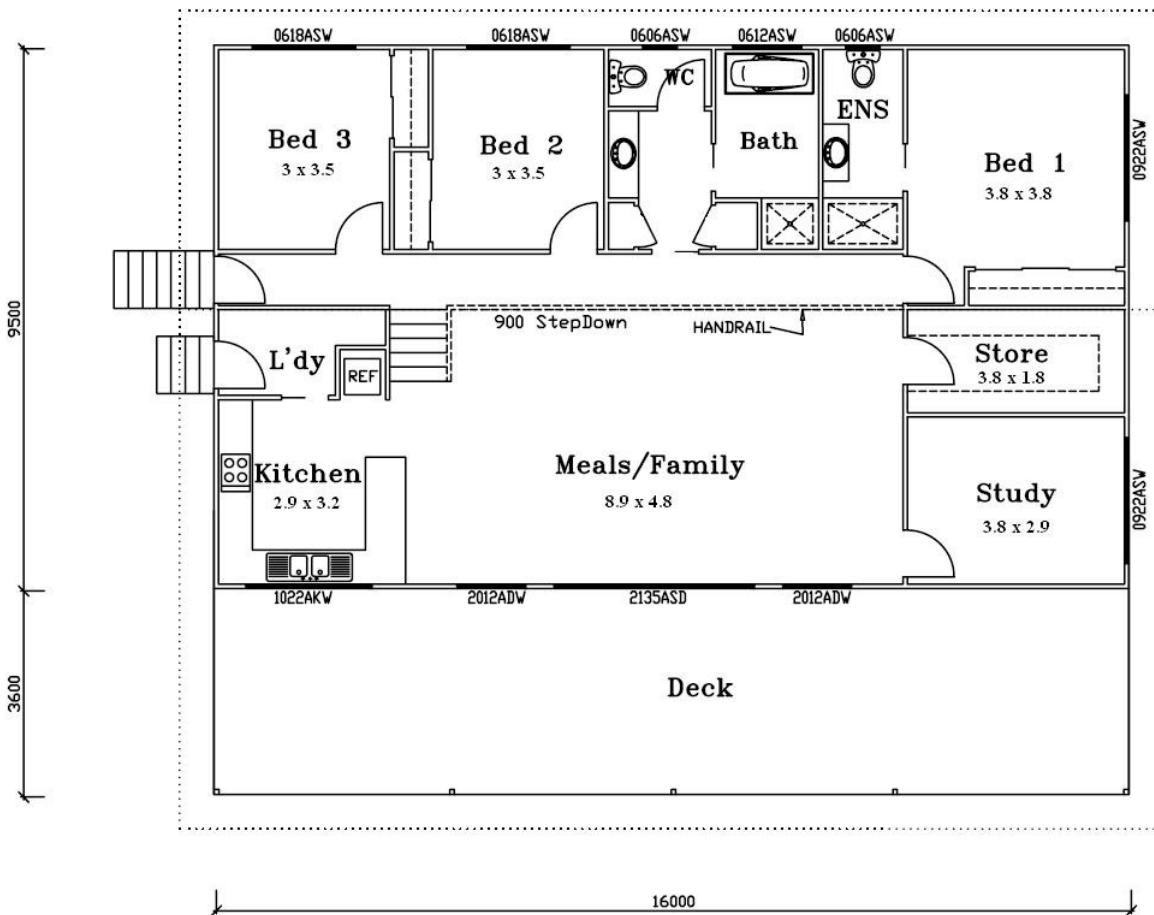 0618ASW
0618ASW
0606ASW
0612ASW
0606ASW
WC
ENS
Bed 3
3 x 3.5
Bed 2
3 x 3.5
Bath
Bed 1
3.8 x 3.8
0922ASW
9500
900 StepDown
HANDRAIL
L'dy
REF
Store
3.8 x 1.8
Kitchen
2.9 x 3.2
Meals/Family
8.9 x 4.8
Study
3.8 x 2.9
0922ASW
1022AKW
2012ADW
2135ASD
2012ADW
3600
Deck
16000